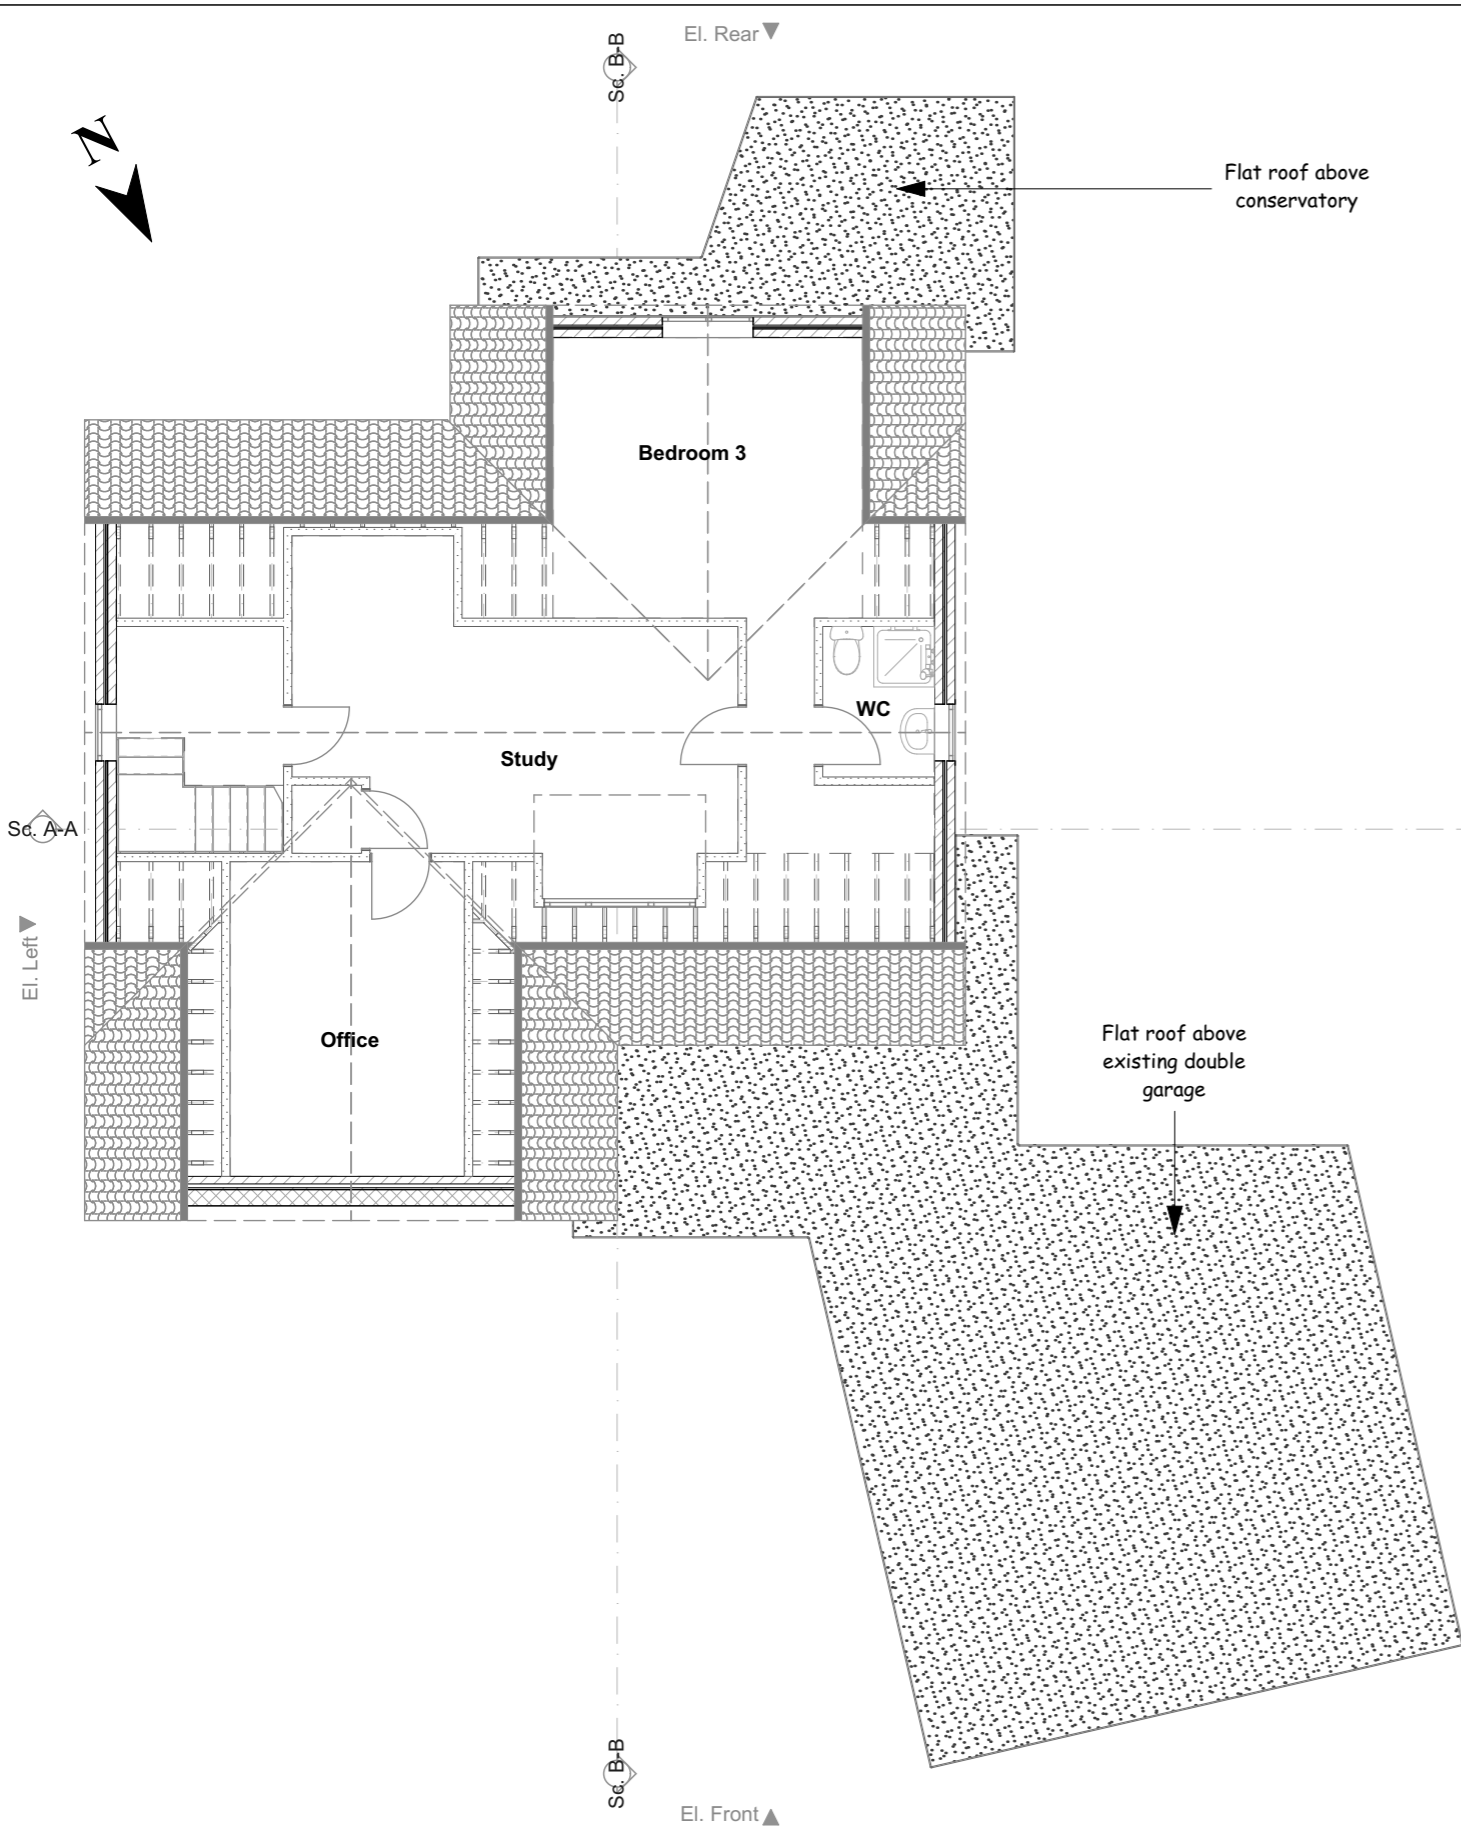 El. Rear
Sc. B-B
N
Flat roof above
conservatory
Bedroom 3
WC
Study
Sc. A-A
El. Left
Office
Flat roof above
existing double
garage
Sc. B-B
El. Front